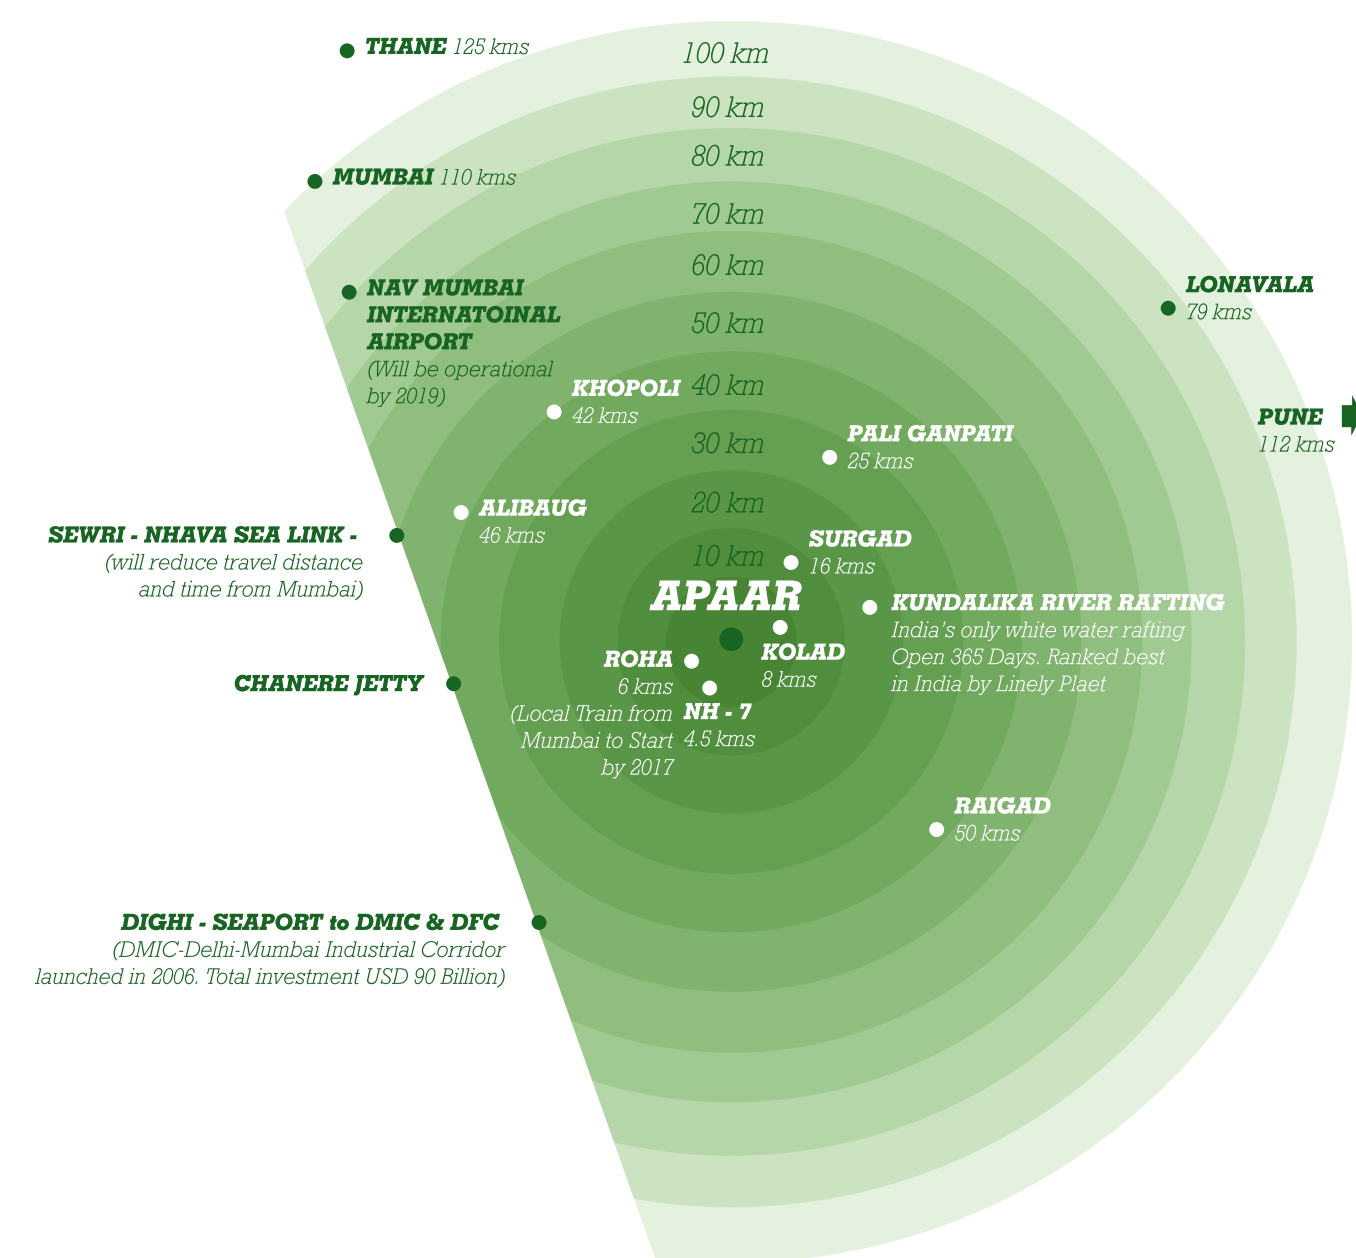 THANE 125 kms
100 km
90 km
80 km
MUMBAI 110 kms
70 km
60 km
NAV MUMBAI
INTERNATOINAL
AIRPORT
(Will be operational
by 2019)
LONAVALA
79 kms
50 km
KHOPOLI
42 kms
40 km
PUNE
112 kms
30 km
PALI GANPATI
25 kms
ALIBAUG
46 kms
20 km
SEWRI - NHAVA SEA LINK -
(will reduce travel distance
and time from Mumbai)
10 km
SURGAD
16 kms
APAAR
KUNDALIKA RIVER RAFTING
India's only white water rafting
Open 365 Days. Ranked best
in India by Linely Plaet
KOLAD
8 kms
ROHA
6 kms
(Local Train from
Mumbai to Start
by 2017
NH - 7
4.5 kms
CHANERE JETTY
RAIGAD
50 kms
DIGHI - SEAPORT to DMIC & DFC
(DMIC-Delhi-Mumbai Industrial Corridor
launched in 2006. Total investment USD 90 Billion)